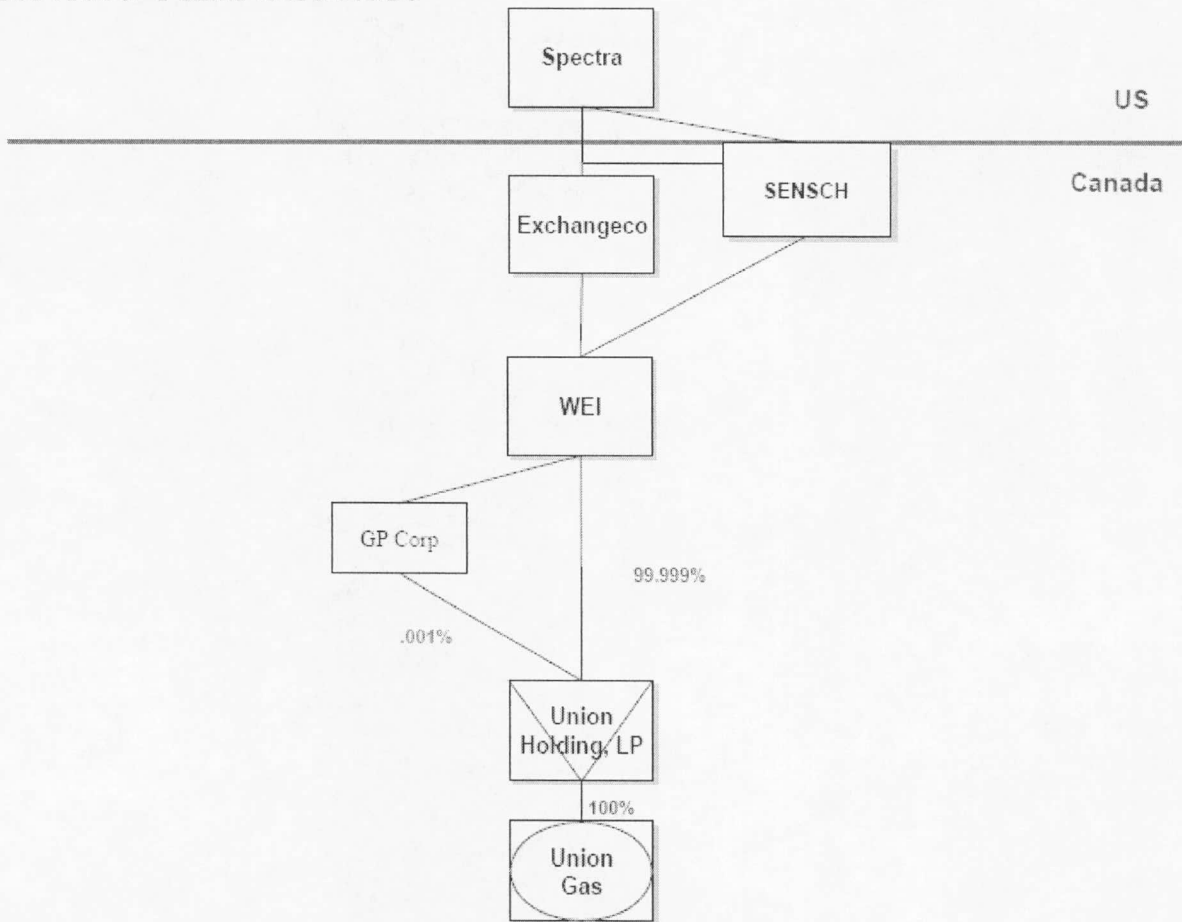 Spectra
US
SENSCH
Canada
Exchangeco
WEI
GP Corp
99.999%
.001%
Union
Holding, LP
100%
Union
Gas